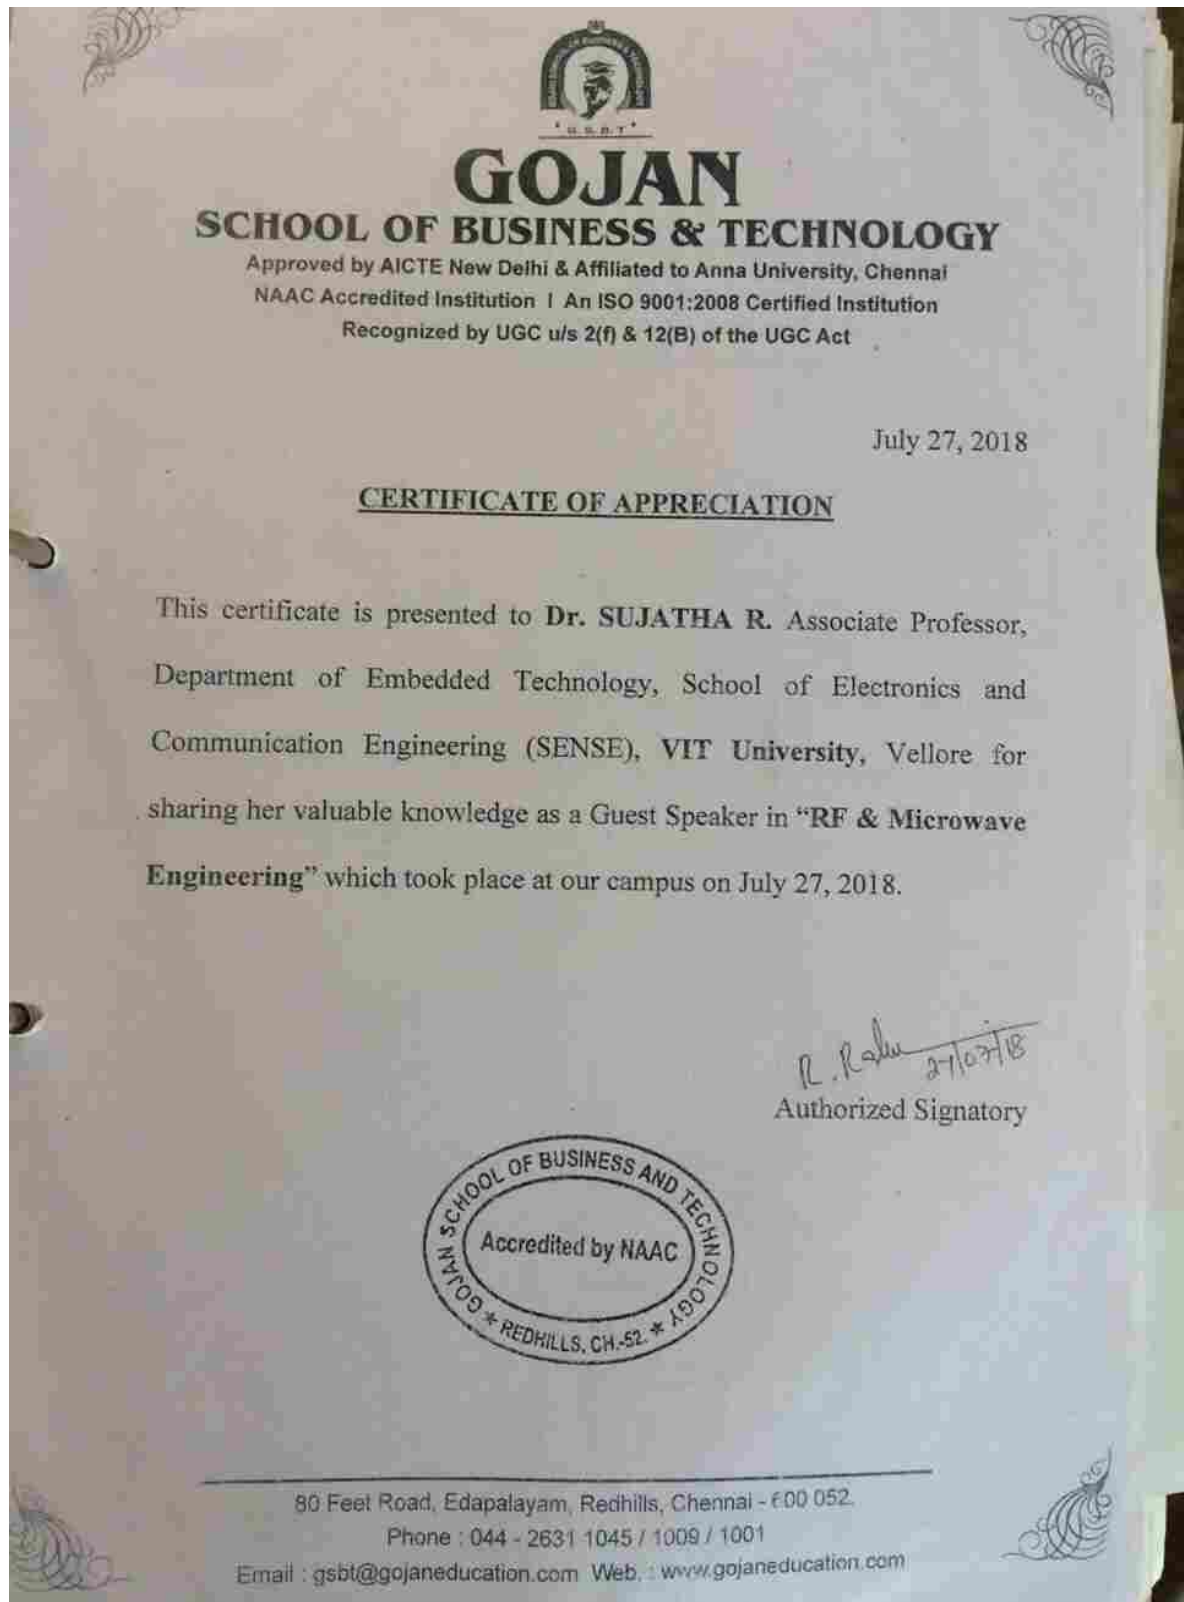 G. S. B. T
GOJAN
SCHOOL OF BUSINESS & TECHNOLOGY
Approved by AICTE New Delhi & Affiliated to Anna University, Chennai
NAAC Accredited Institution I An ISO 9001:2008 Certified Institution
Recognized by UGC u/s 2(f) & 12(B) of the UGC Act
July 27, 2018
CERTIFICATE OF APPRECIATION
This certificate is presented to Dr. SUJATHA R. Associate Professor,
Department of Embedded Technology, School of Electronics and
Communication Engineering (SENSE), VIT University, Vellore for
sharing her valuable knowledge as a Guest Speaker in “RF & Microwave
Engineering” which took place at our campus on July 27, 2018.
R.
27/07/18
Authorized Signatory
GOJAN SCHOOL OF BUSINESS AND TECHNOLOGY
Accredited by NAAC
* REDHILLS, CH.-52. *
80 Feet Road, Edapalayam, Redhills, Chennai - 600 052.
Phone : 044 - 2631 1045 / 1009 / 1001
Email : gsbt@gojaneducation.com Web. : www.gojaneducation.com